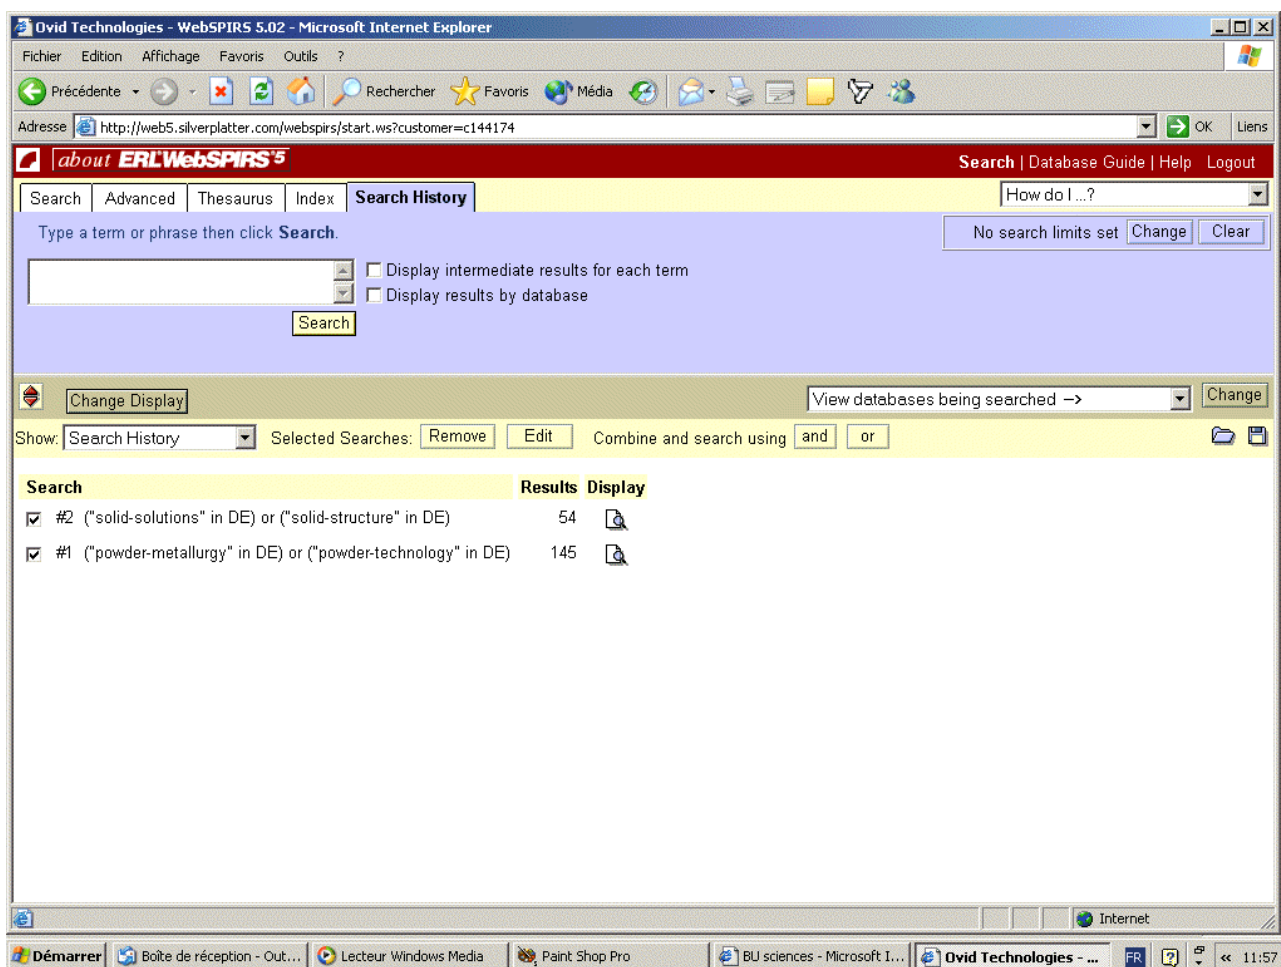 Ovid Technologies - WebSPIRS 5.02 - Microsoft Internet Explorer
Fichier Edition Affichage Favoris Outils ?
Précédente Rechercher Favoris Média
Adresse http://web5.silverplatter.com/webspirs/start.ws?customer=c144174 OK Liens
about ERL WebSPIRS 5 Search | Database Guide | Help Logout
Search Advanced Thesaurus Index Search History How do I ...?
Type a term or phrase then click Search. No search limits set Change Clear
Display intermediate results for each term
Display results by database
Search
Change Display View databases being searched --> Change
Show: Search History Selected Searches: Remove Edit Combine and search using and or
Search Results Display
#2 ("solid-solutions" in DE) or ("solid-structure" in DE) 54
#1 ("powder-metallurgy" in DE) or ("powder-technology" in DE) 145
Internet
Démarrer Boîte de réception - Out... Lecteur Windows Media Paint Shop Pro BU sciences - Microsoft I... Ovid Technologies - ... FR ? « 11:57